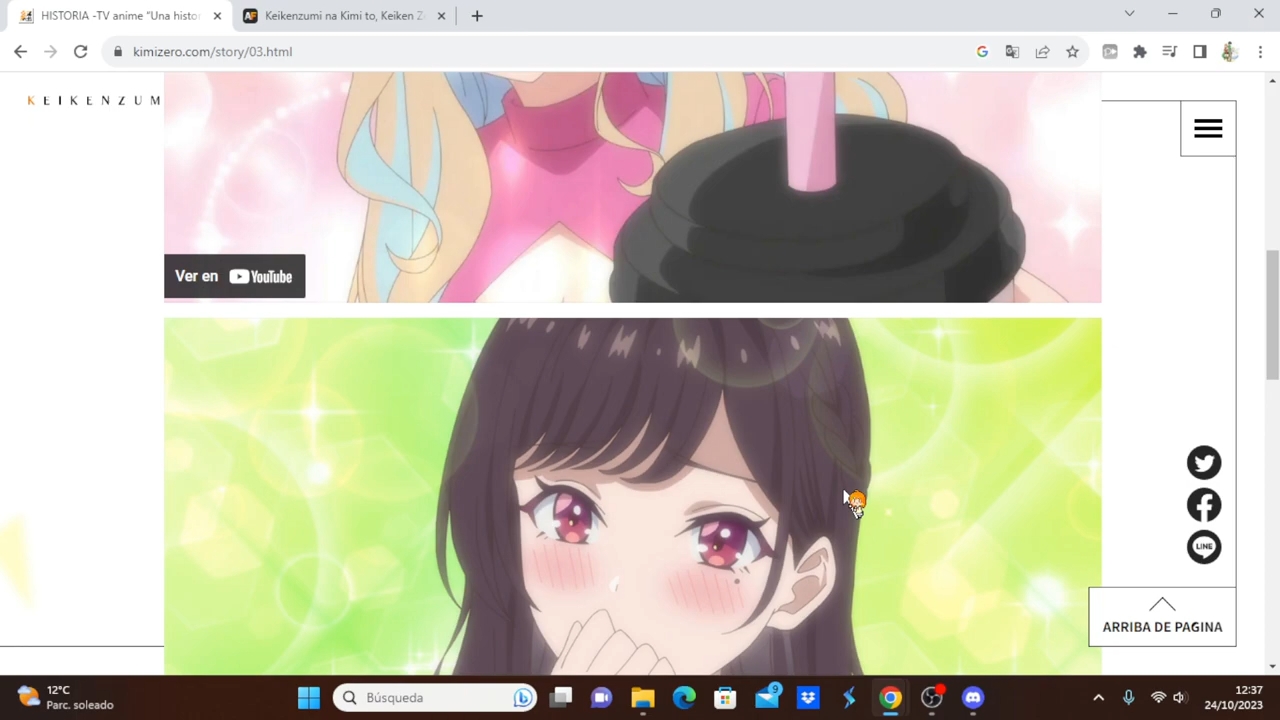 HISTORIA -TV anime “Una histor
Keikenzumi na Kimi to, Keiken Z
kimizero.com/story/03.html
KEIKENZUM
Ver en YouTube
LINE
ARRIBA DE PAGINA
12°C
Parc. soleado
Búsqueda
9
12:37
24/10/2023